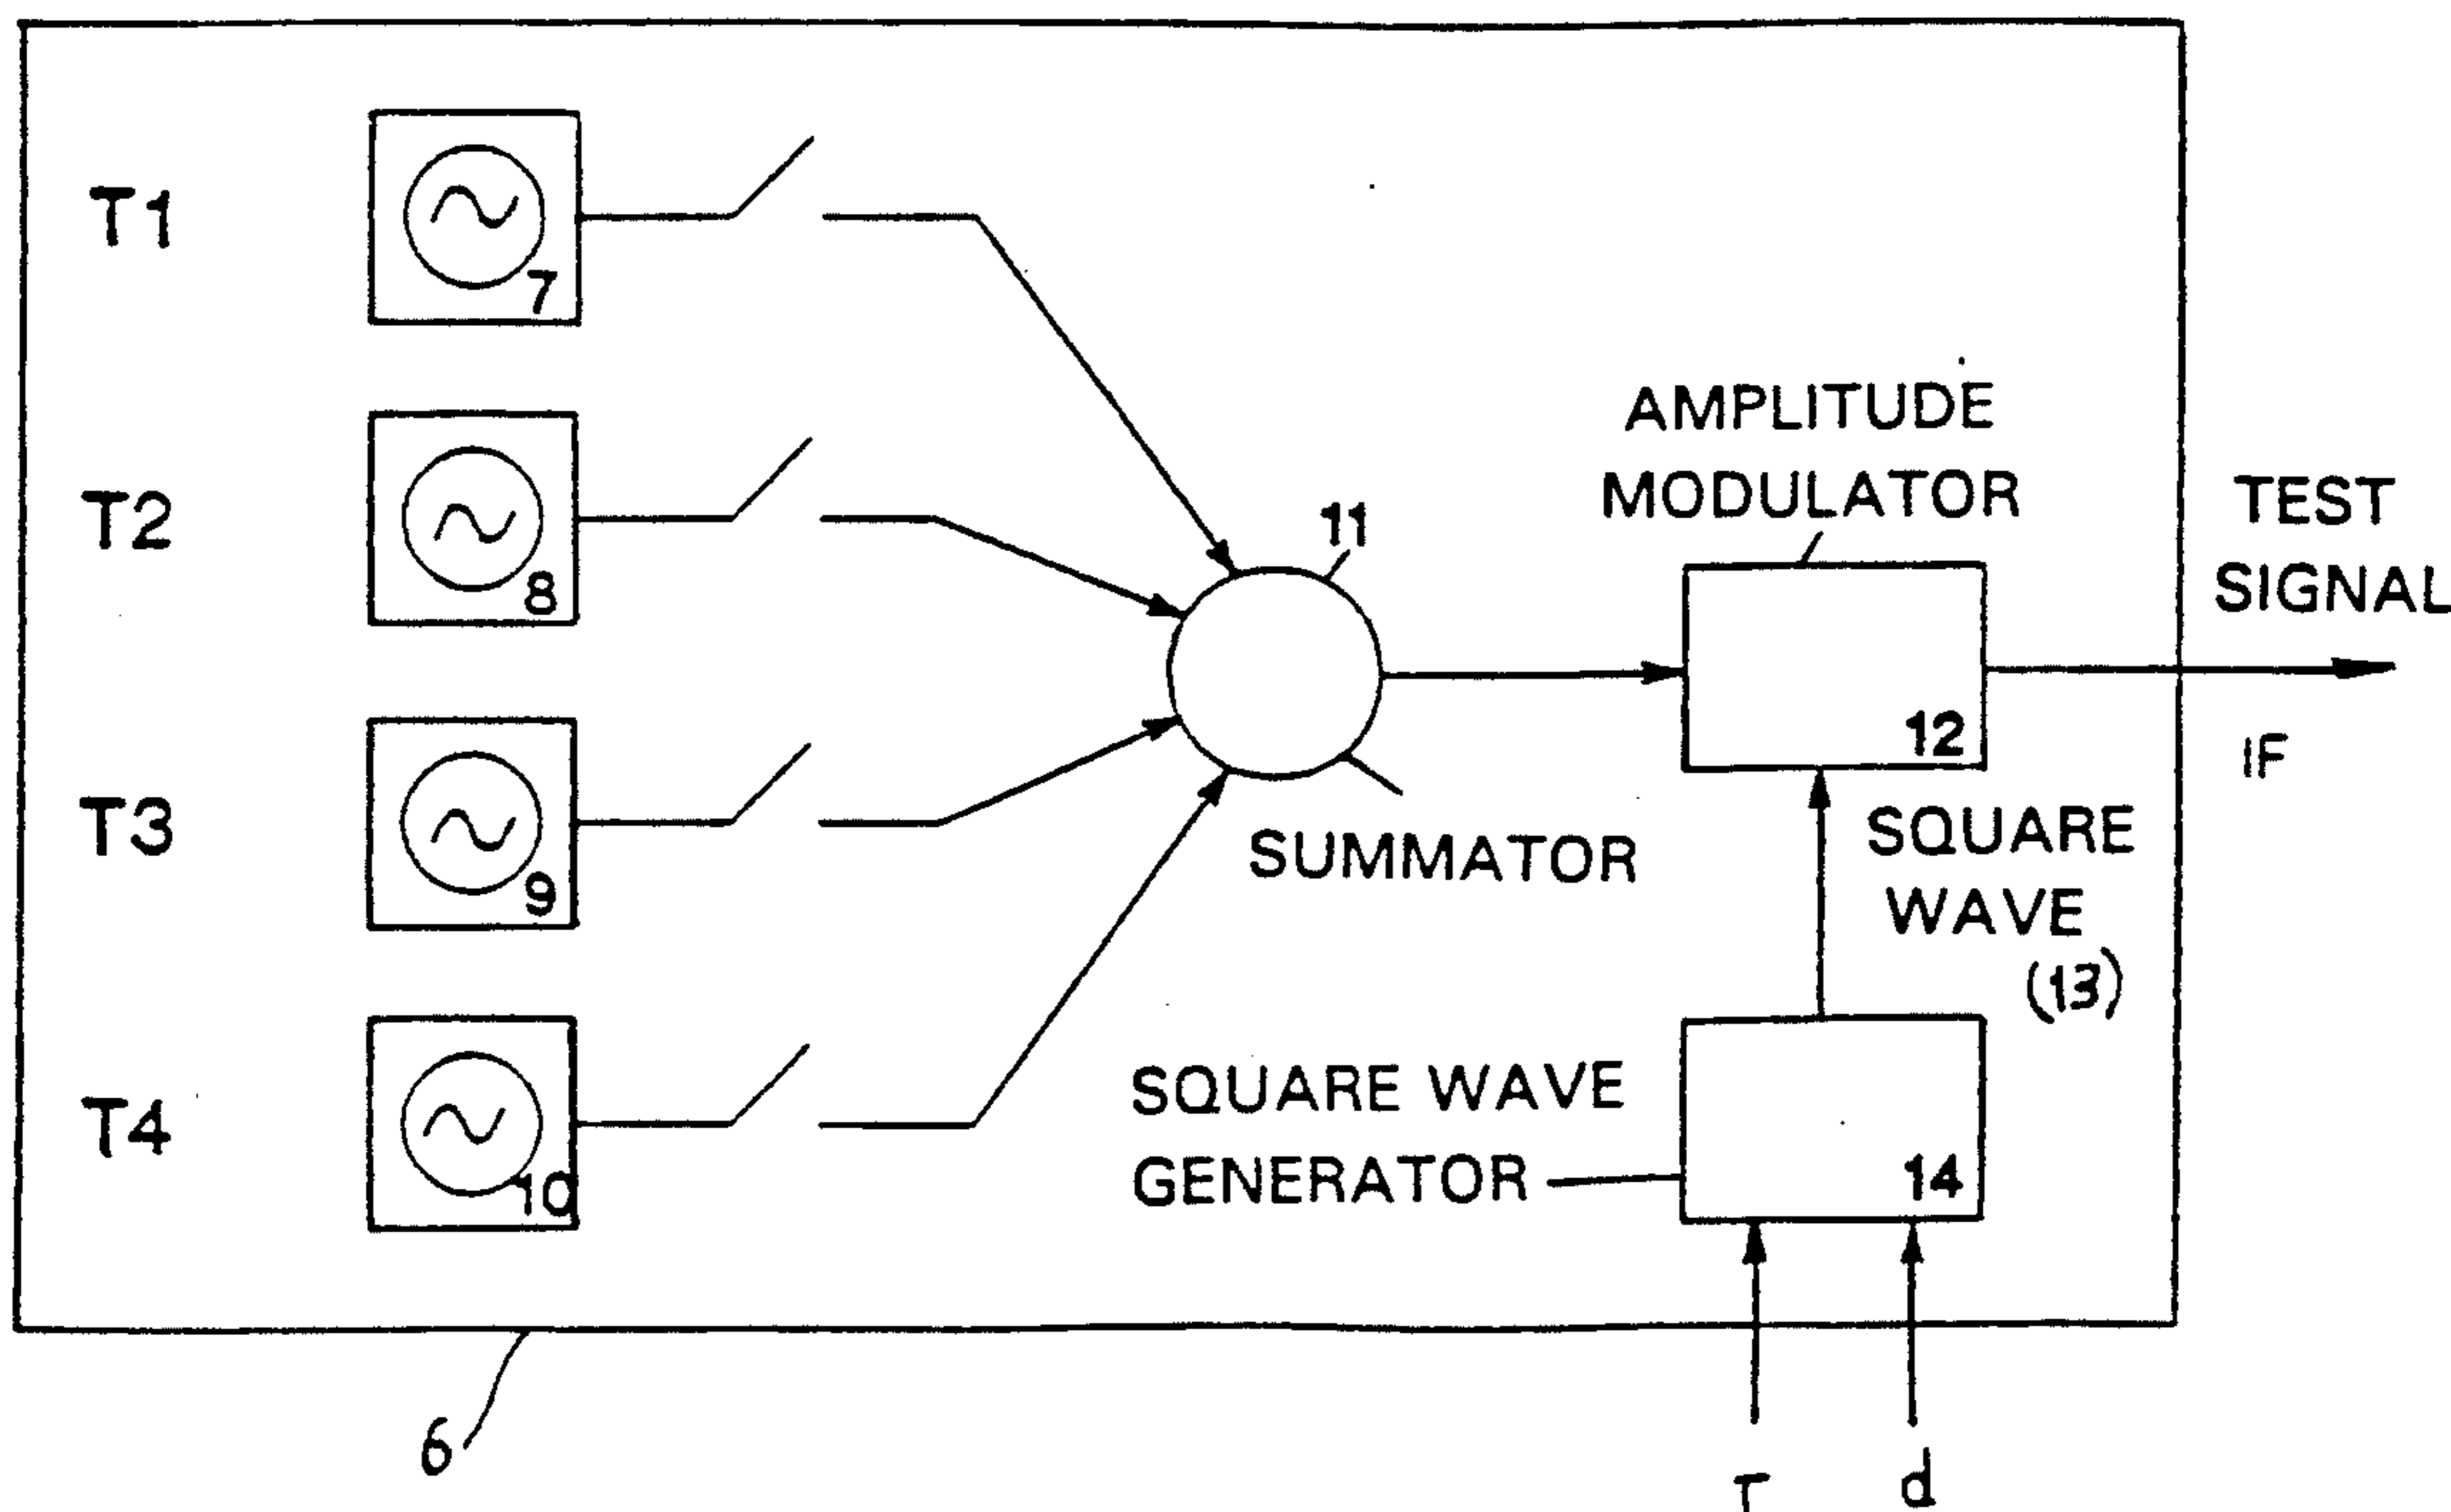 T1
7
T2
8
T3
9
T4
10
11
SUMMATOR
AMPLITUDE
MODULATOR
12
TEST
SIGNAL
IF
SQUARE
WAVE
(13)
SQUARE WAVE
GENERATOR
14
6
T
d